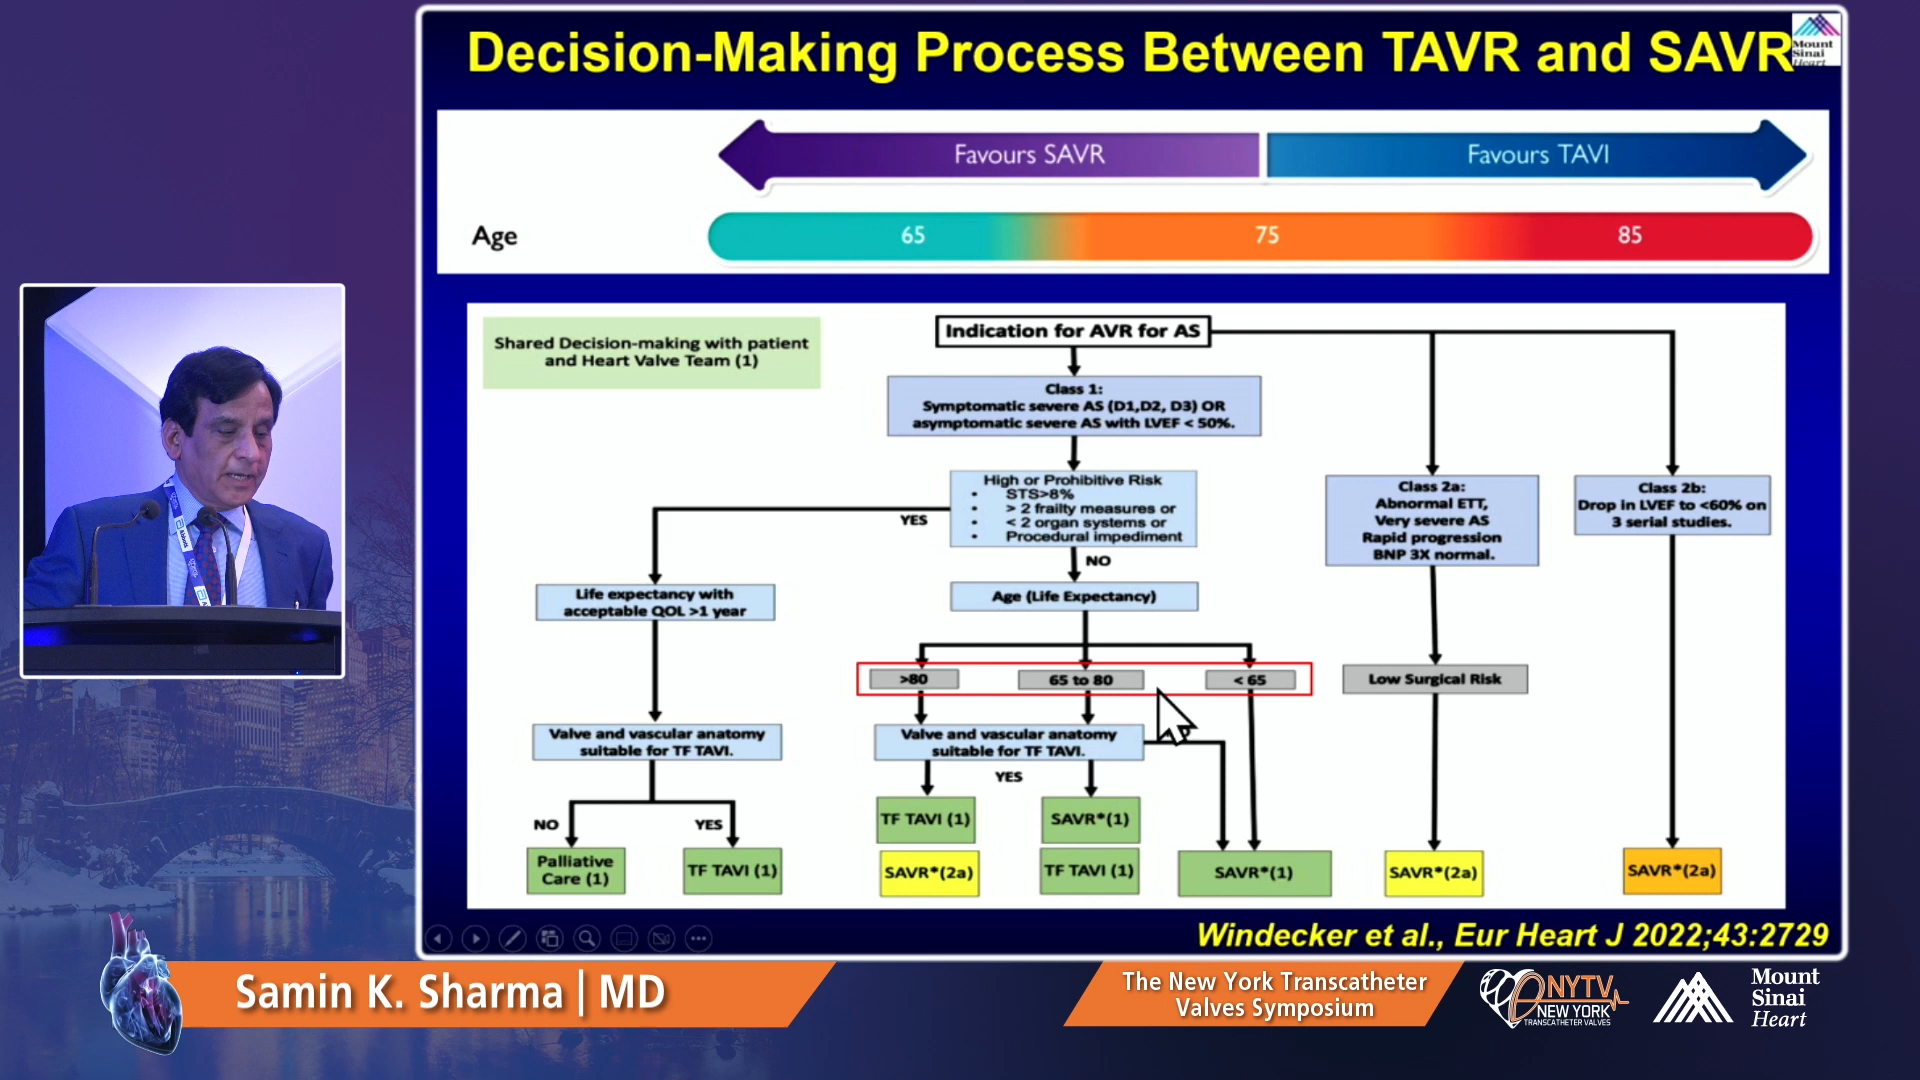 Decision-Making Process Between TAVR and SAVR
Mount
Sinai
Heart
Favours SAVR
Favours TAVI
Age
65
75
85
Shared Decision-making with patient
and Heart Valve Team (1)
Indication for AVR for AS
Class 1:
Symptomatic severe AS (D1,D2, D3) OR
asymptomatic severe AS with LVEF < 50%.
High or Prohibitive Risk
• STS>8%
• > 2 frailty measures or
• < 2 organ systems or
• Procedural impediment
YES
NO
Class 2a:
Abnormal ETT,
Very severe AS
Rapid progression
BNP 3X normal.
Class 2b:
Drop in LVEF to <60% on
3 serial studies.
Life expectancy with
acceptable QOL >1 year
Age (Life Expectancy)
>80
65 to 80
< 65
Low Surgical Risk
Valve and vascular anatomy
suitable for TF TAVI.
Valve and vascular anatomy
suitable for TF TAVI.
YES
NO
YES
TF TAVI (1)
SAVR*(1)
Palliative
Care (1)
TF TAVI (1)
SAVR*(2a)
TF TAVI (1)
SAVR*(1)
SAVR*(2a)
SAVR*(2a)
Windecker et al., Eur Heart J 2022;43:2729
Samin K. Sharma | MD
The New York Transcatheter
Valves Symposium
NYTV
NEW YORK
TRANSCATHETER VALVES
Mount
Sinai
Heart